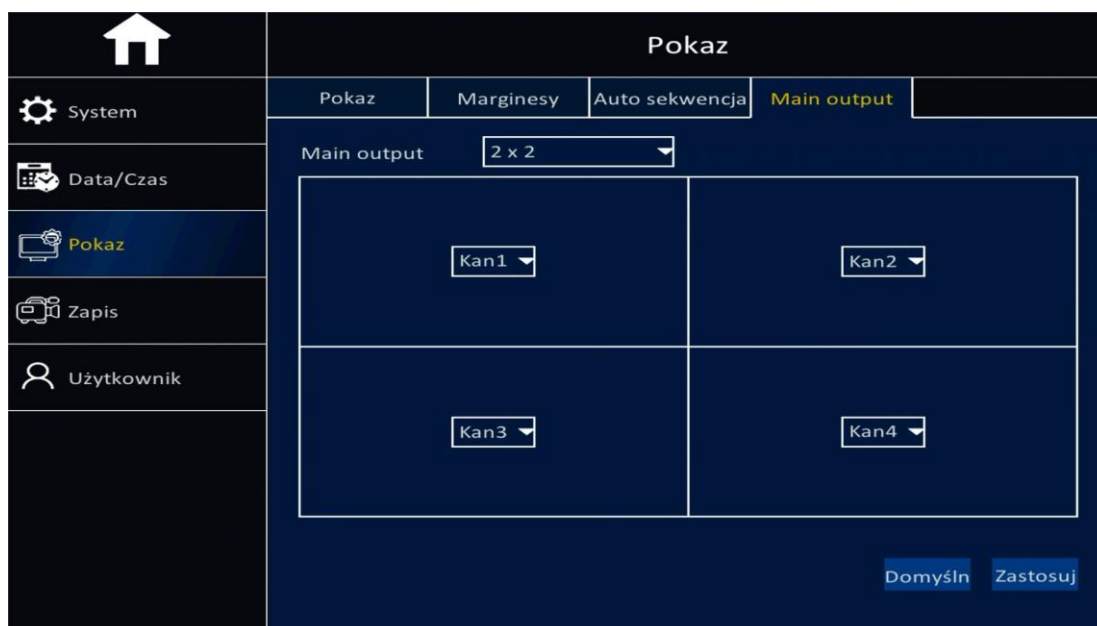 Pokaz
System
Data/Czas
Pokaz
Zapis
Użytkownik
Pokaz
Marginesy
Auto sekwencja
Main output
Main output
2 x 2
Kan1
Kan2
Kan3
Kan4
Domyśln
Zastosuj